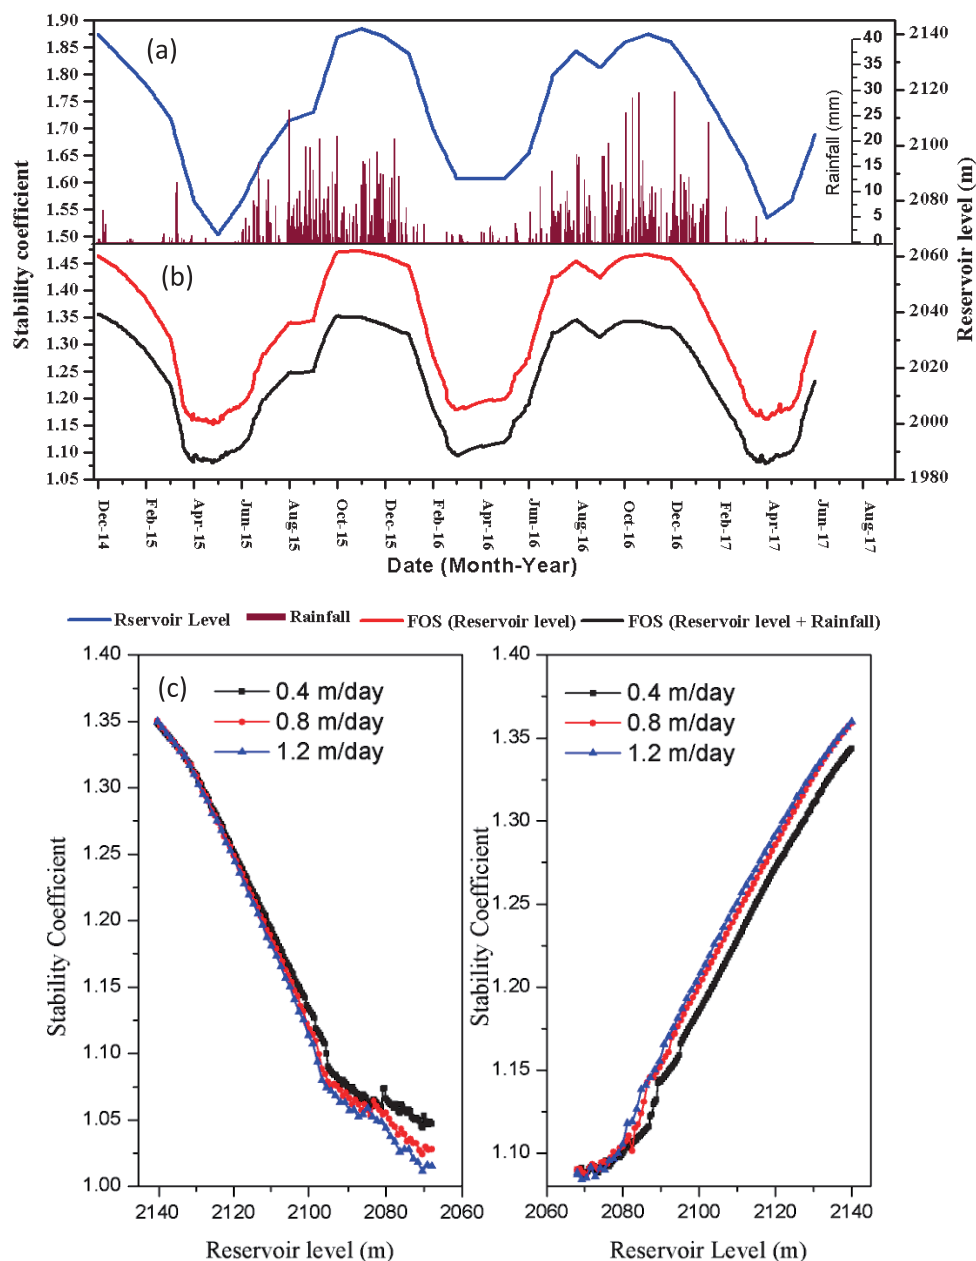 (a)
1.90
1.85
1.80
1.75
1.70
1.65
1.60
1.55
1.50
1.45
1.40
1.35
1.30
1.25
1.20
1.15
1.10
1.05
Stability coefficient
40
35
30
25
20
15
10
5
0
Rainfall (mm)
2140
2120
2100
2080
2060
2040
2020
2000
1980
Reservoir level (m)
(b)
Dec-14 Feb-15 Apr-15 Jun-15 Aug-15 Oct-15 Dec-15 Feb-16 Apr-16 Jun-16 Aug-16 Oct-16 Dec-16 Feb-17 Apr-17 Jun-17 Aug-17
Date (Month-Year)
Rservoir Level Rainfall FOS (Reservoir level) FOS (Reservoir level + Rainfall)
(c)
0.4 m/day
0.8 m/day
1.2 m/day
1.40
1.35
1.30
1.25
1.20
1.15
1.10
1.05
1.00
Stability Coefficient
2140 2120 2100 2080 2060
Reservoir level (m)
0.4 m/day
0.8 m/day
1.2 m/day
1.40
1.35
1.30
1.25
1.20
1.15
1.10
Stability Coefficient
2060 2080 2100 2120 2140
Reservoir Level (m)